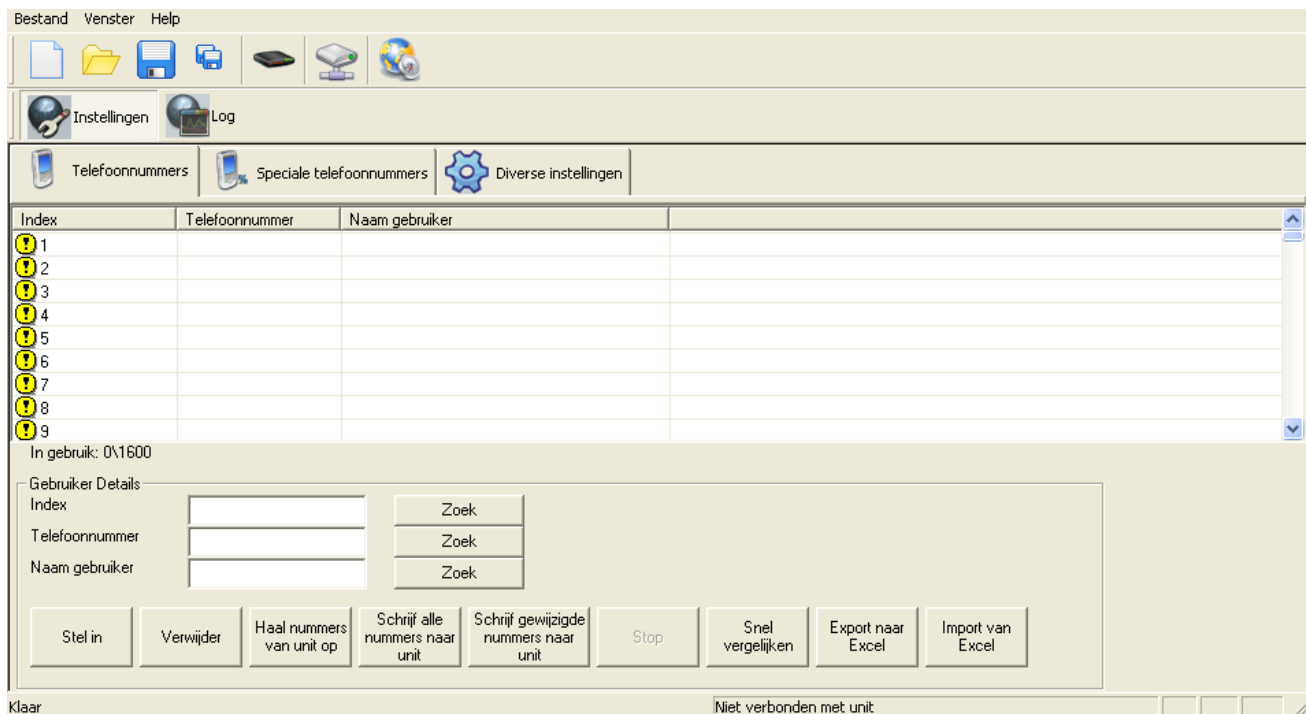 Bestand Venster Help
Instellingen Log
Telefoonnummers Speciale telefoonnummers Diverse instellingen
Index Telefoonnummer Naam gebruiker
1
2
3
4
5
6
7
8
9
In gebruik: 0\1600
Gebruiker Details
Index Zoek
Telefoonnummer Zoek
Naam gebruiker Zoek
Stel in
Verwijder
Haal nummers
van unit op
Schrijf alle
nummers naar
unit
Schrijf gewijzigde
nummers naar
unit
Stop
Snel
vergelijken
Export naar
Excel
Import van
Excel
Klaar Niet verbonden met unit